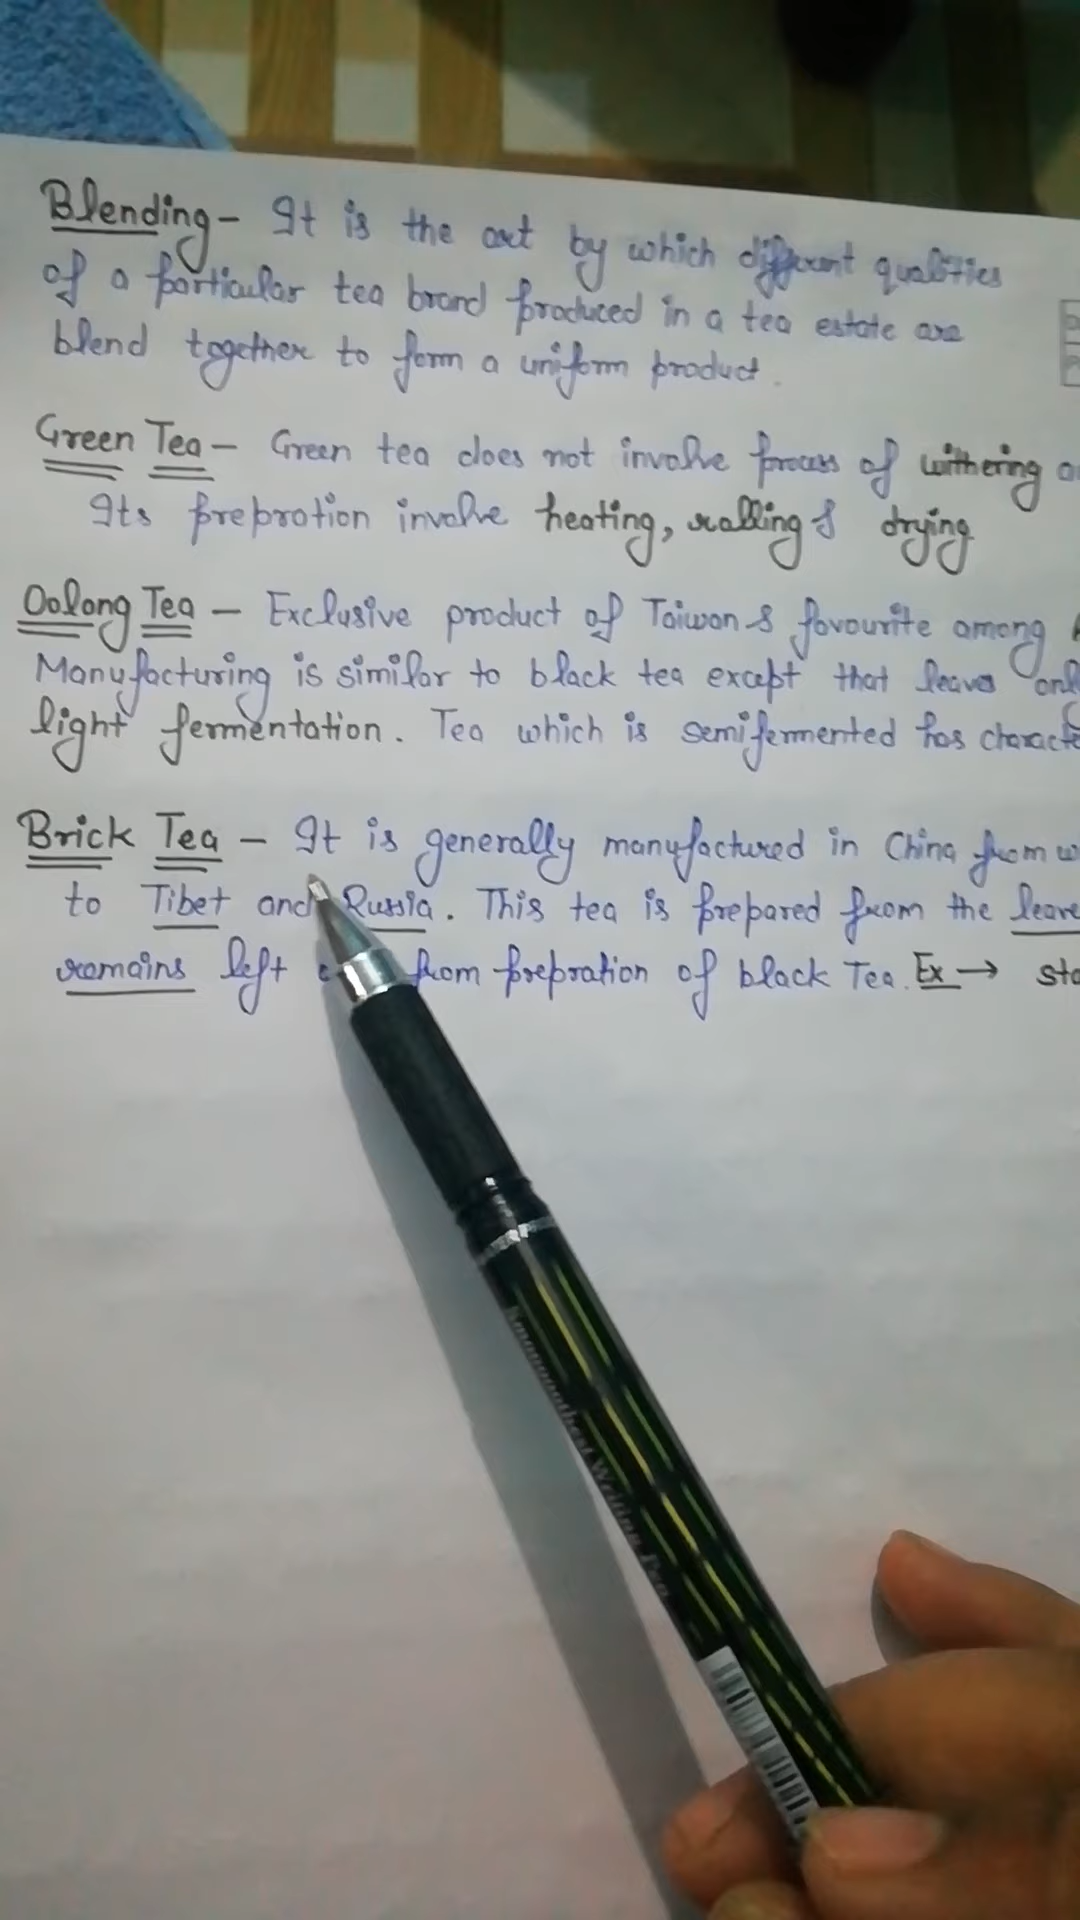 Blending - It is the art by which different qualities
of a particular tea brand produced in a tea estate are
blend together to form a uniform product.
Green Tea - Green tea does not involve process of withering
Its prepration involve heating, rolling & drying
Oolong Tea - Exclusive product of Taiwan & favourite among
Manufacturing is similar to black tea except that leaves
light fermentation. Tea which is semifermented has
Brick Tea - It is generally manufactured in China from
to Tibet and Russia. This tea is prepared from the
remains left from prepration of black Tea. Ex →
Smooooothest Writing Pen